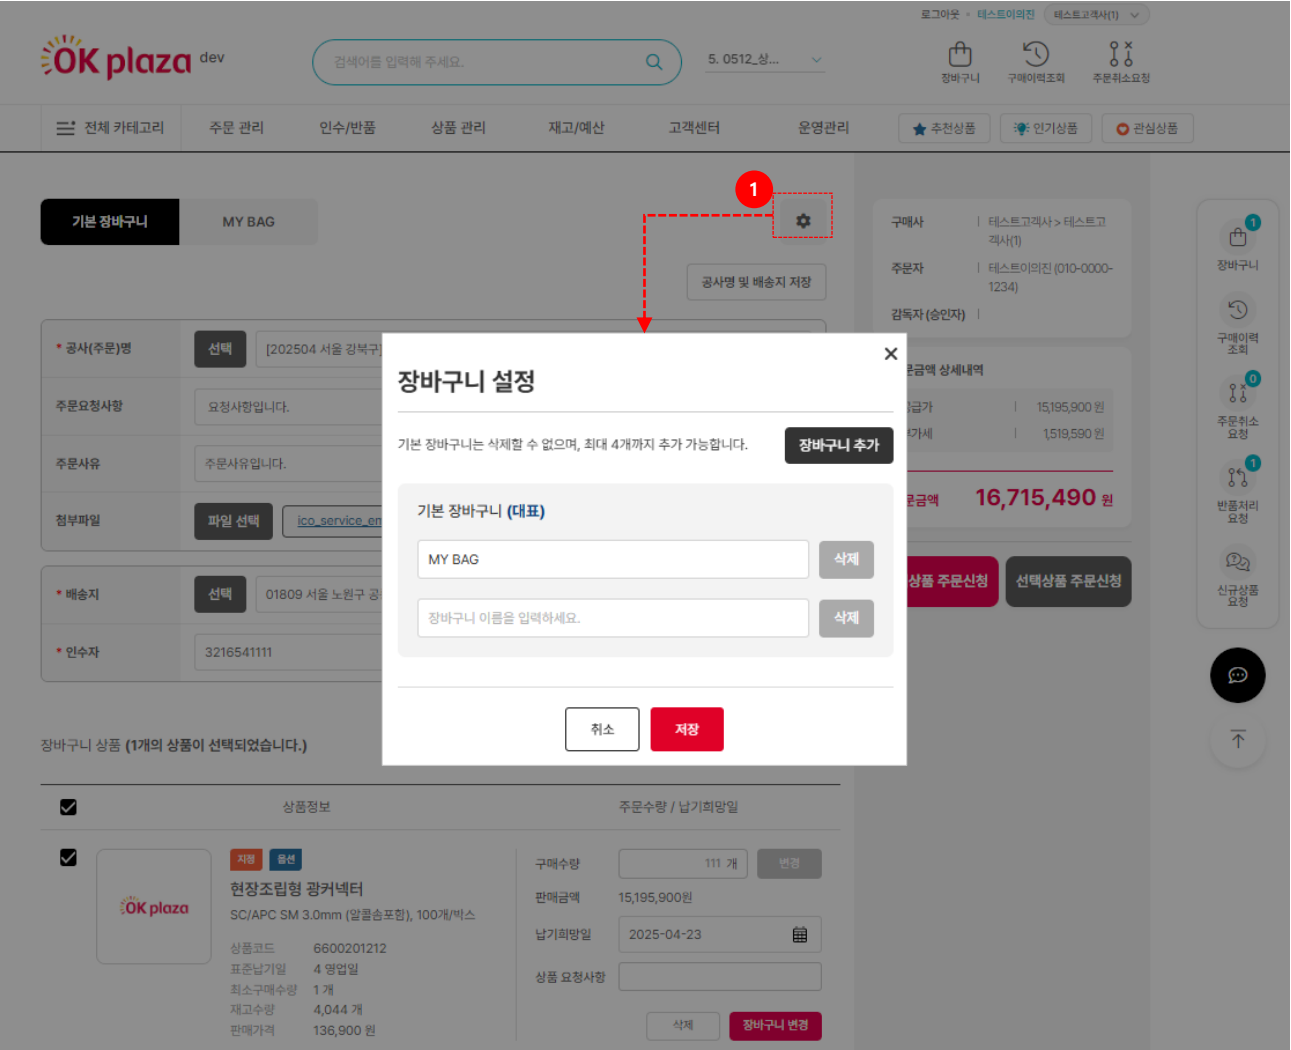 로그아웃
테스트이의진
테스트고객사(1)
OK plaza dev
검색어를 입력해 주세요.
5. 0512_상...
장바구니
구매이력조회
주문취소요청
전체 카테고리
주문 관리
인수/반품
상품 관리
재고/예산
고객센터
운영관리
추천상품
인기상품
관심상품
1
기본 장바구니
MY BAG
공사명 및 배송지 저장
구매사
테스트고객사 > 테스트고
객사(1)
주문자
테스트이의진 (010-0000-
1234)
감독자 (승인자)
1
장바구니
구매이력
조회
0
주문취소
요청
1
반품처리
요청
신규상품
요청
* 공사(주문)명
선택
[202504 서울 강북구]
주문요청사항
요청사항입니다.
주문사유
주문사유입니다.
첨부파일
파일 선택
ico_service_en
* 배송지
선택
01809 서울 노원구 공
* 인수자
3216541111
장바구니 설정
기본 장바구니는 삭제할 수 없으며, 최대 4개까지 추가 가능합니다.
장바구니 추가
기본 장바구니 (대표)
MY BAG
삭제
장바구니 이름을 입력하세요.
삭제
취소
저장
금액 상세내역
급가
15,195,900 원
가세
1,519,590 원
금액
16,715,490 원
상품 주문신청
선택상품 주문신청
장바구니 상품 (1개의 상품이 선택되었습니다.)
상품정보
주문수량 / 납기희망일
OK plaza
지정
옵션
현장조립형 광커넥터
SC/APC SM 3.0mm (알콜솜포함), 100개/박스
상품코드
6600201212
표준납기일
4 영업일
최소구매수량
1 개
재고수량
4,044 개
판매가격
136,900 원
구매수량
111 개
변경
판매금액
15,195,900원
납기희망일
2025-04-23
상품 요청사항
삭제
장바구니 변경